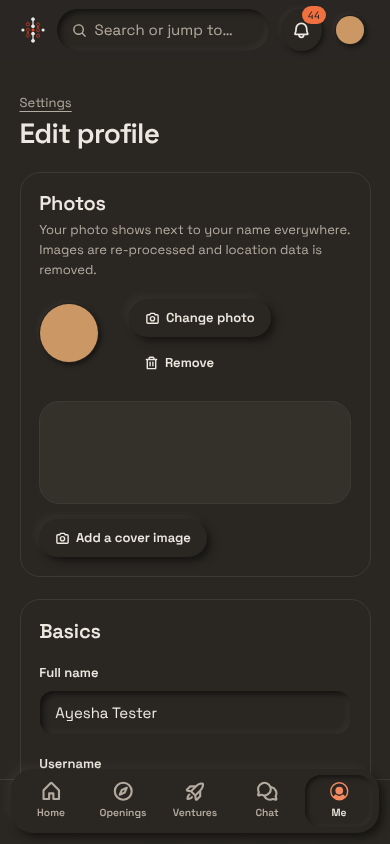 Search or jump to...
44
Settings
Edit profile
Photos
Your photo shows next to your name everywhere.
Images are re-processed and location data is
removed.
Change photo
Remove
Add a cover image
Basics
Full name
Ayesha Tester
Username
Home
Openings
Ventures
Chat
Me